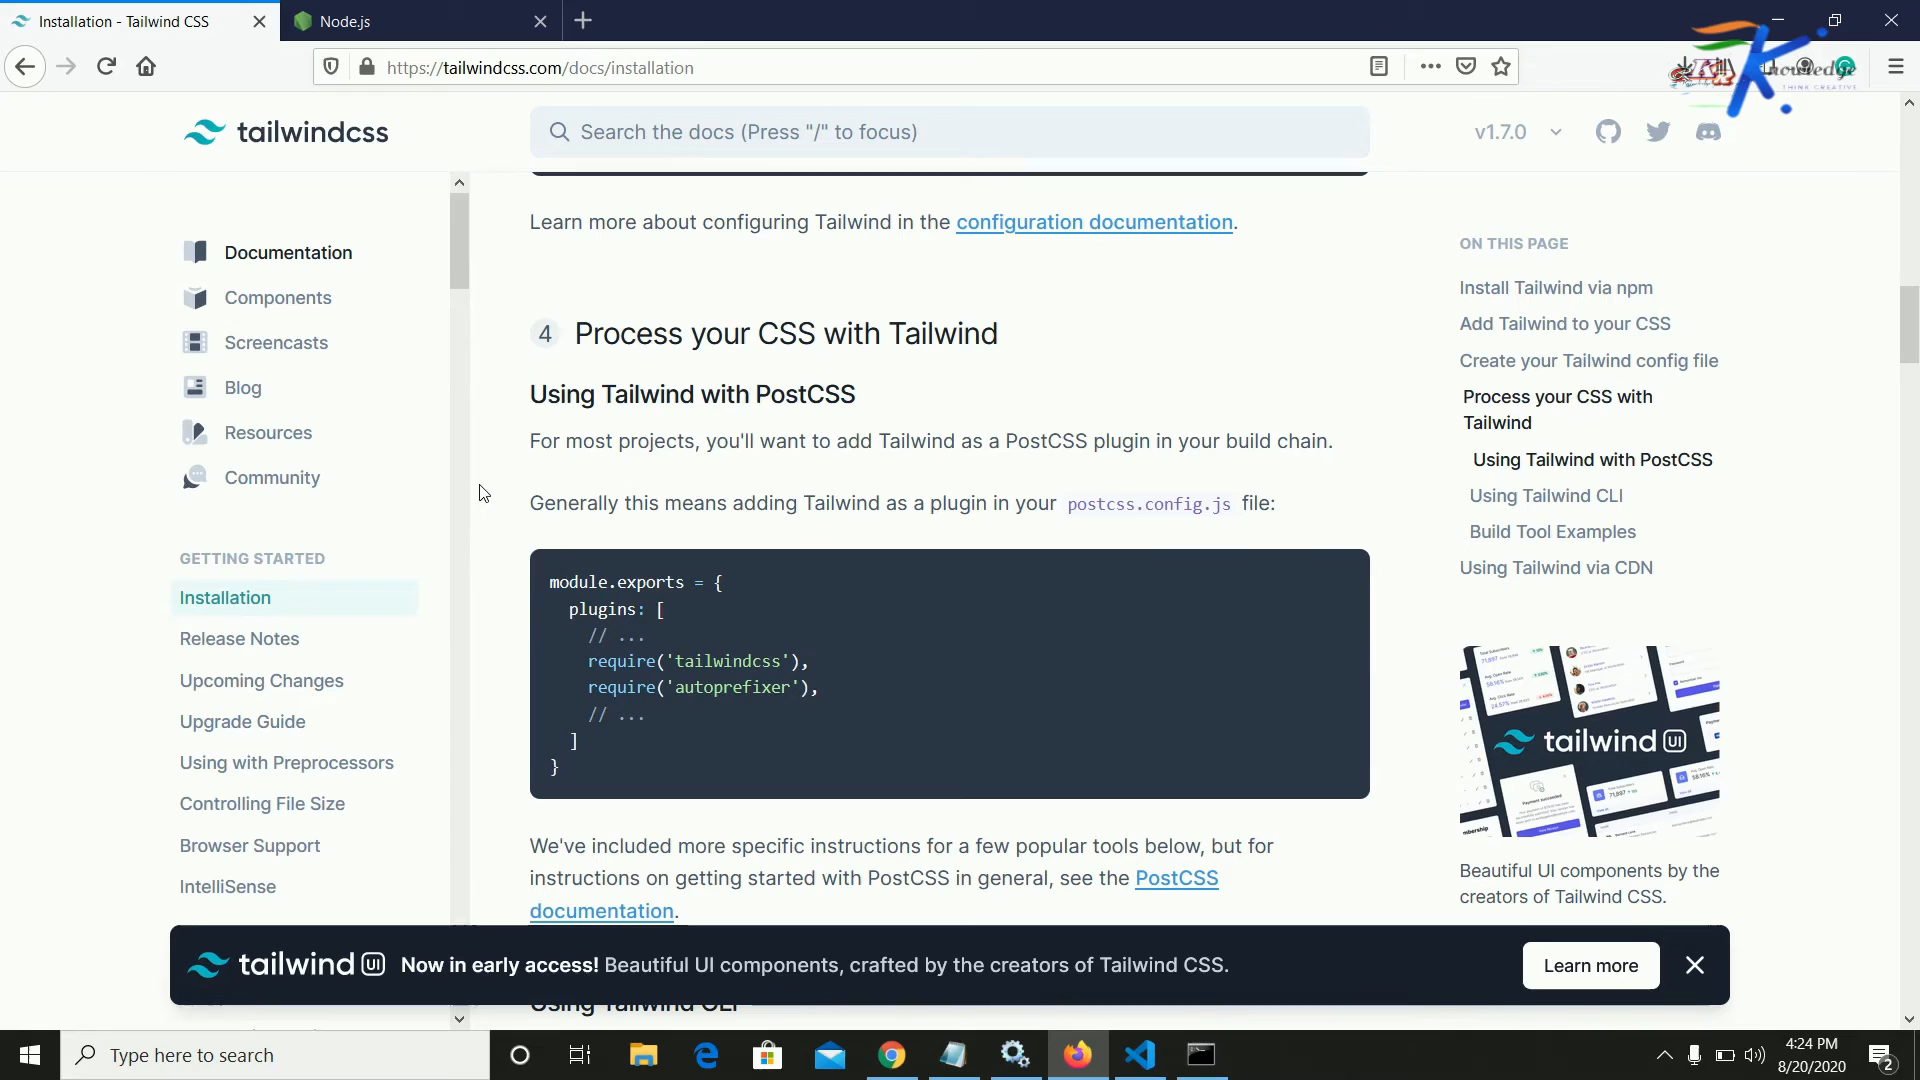 Installation - Tailwind CSS
Node.js
https://tailwindcss.com/docs/installation
Knowledge
THINK CREATIVE
tailwindcss
Search the docs (Press "/" to focus)
v1.7.0
Documentation
Components
Screencasts
Blog
Resources
Community
GETTING STARTED
Installation
Release Notes
Upcoming Changes
Upgrade Guide
Using with Preprocessors
Controlling File Size
Browser Support
IntelliSense
Learn more about configuring Tailwind in the configuration documentation.
4 Process your CSS with Tailwind
Using Tailwind with PostCSS
For most projects, you'll want to add Tailwind as a PostCSS plugin in your build chain.
Generally this means adding Tailwind as a plugin in your postcss.config.js file:
module.exports = {
plugins: [
// ...
require('tailwindcss'),
require('autoprefixer'),
// ...
]
}
We've included more specific instructions for a few popular tools below, but for
instructions on getting started with PostCSS in general, see the PostCSS
documentation.
Using Tailwind CLI
ON THIS PAGE
Install Tailwind via npm
Add Tailwind to your CSS
Create your Tailwind config file
Process your CSS with
Tailwind
Using Tailwind with PostCSS
Using Tailwind CLI
Build Tool Examples
Using Tailwind via CDN
tailwind UI
Beautiful UI components by the
creators of Tailwind CSS.
tailwind UI Now in early access! Beautiful UI components, crafted by the creators of Tailwind CSS.
Learn more
Type here to search
4:24 PM
8/20/2020
2